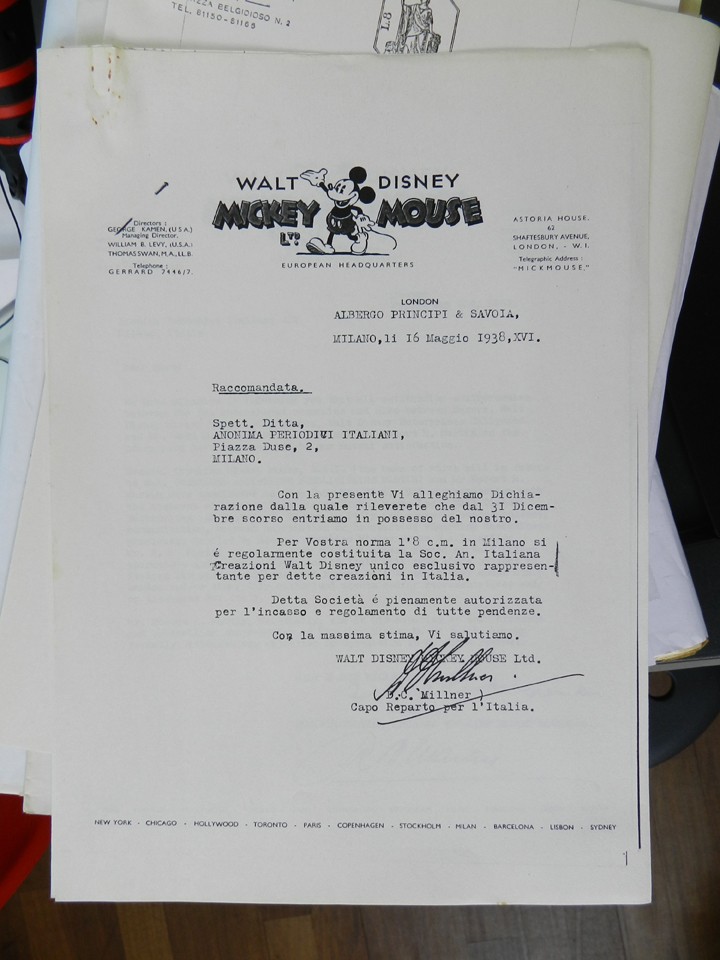 PIAZZA BELGIOIOSO N. 2
TEL. 81150-81165
L.8
WALT DISNEY
MICKEY MOUSE
LTD.
EUROPEAN HEADQUARTERS
Directors :
GEORGE KAMEN, (U.S.A.)
Managing Director.
WILLIAM B. LEVY, (U.S.A.)
THOMAS SWAN, M.A., LL.B.
Telephone :
GERRARD 7446/7.
ASTORIA HOUSE.
62
SHAFTESBURY AVENUE,
LONDON, - W.I.
Telegraphic Address :
"MICKMOUSE,"
LONDON
ALBERGO PRINCIPI & SAVOIA,
MILANO,li 16 Maggio 1938,XVI.
Raccomandata.
Spett. Ditta,
ANONIMA PERIODICI ITALIANI,
Piazza Duse, 2,
MILANO.
Con la presente Vi alleghiamo Dichia-
razione dalla quale rileverete che dal 31 Dicem-
bre scorso entriamo in possesso del nostro.
Per Vostra norma l'8 c.m. in Milano si
é regolarmente costituita la Soc. An. Italiana
Creazioni Walt Disney unico esclusivo rappresen-
tante per dette creazioni in Italia.
Detta Società é pienamente autorizzata
per l'incasso e regolamento di tutte pendenze.
Con la massima stima, Vi salutiamo.
WALT DISNEY MICKEY MOUSE Ltd.
(D.C. Millner )
Capo Reparto per l'Italia.
NEW YORK - CHICAGO - HOLLYWOOD - TORONTO - PARIS - COPENHAGEN - STOCKHOLM - MILAN - BARCELONA - LISBON - SYDNEY
1